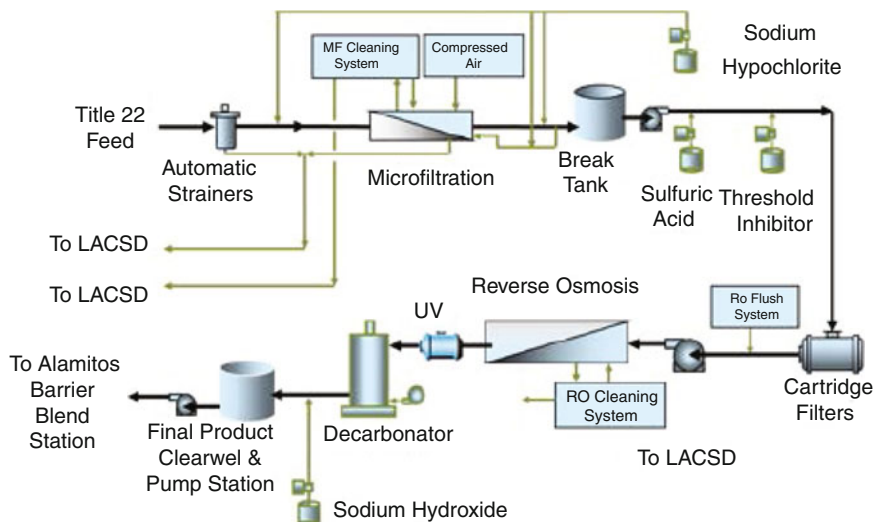 Sodium
Hypochlorite
MF Cleaning
System
Compressed
Air
Title 22
Feed
Automatic
Strainers
Microfiltration
Break
Tank
Sulfuric
Acid
Threshold
Inhibitor
To LACSD
To LACSD
Reverse Osmosis
UV
Ro Flush
System
To Alamitos
Barrier
Blend
Station
Final Product
Clearwel &
Pump Station
Decarbonator
RO Cleaning
System
Cartridge
Filters
To LACSD
Sodium Hydroxide